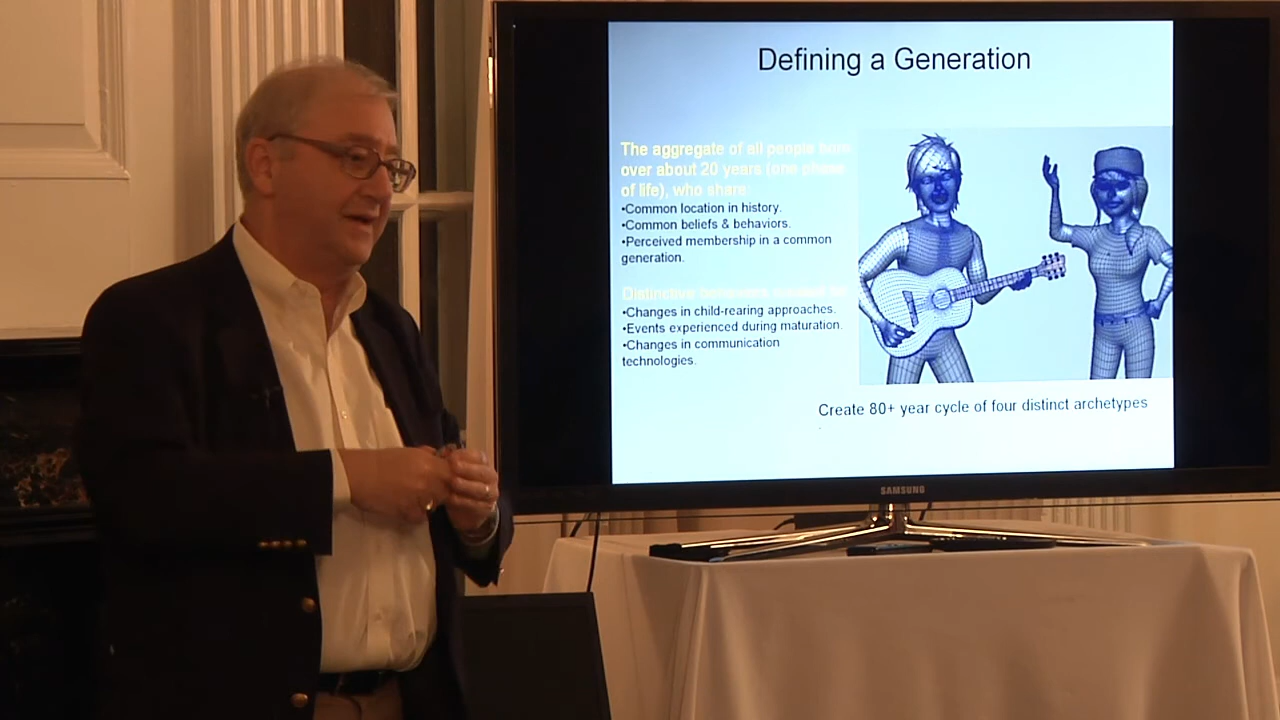 Defining a Generation
The aggregate of all people born
over about 20 years (one phase
of life), who share:
•Common location in history.
•Common beliefs & behaviors.
•Perceived membership in a common
generation.
Distinctive behaviors
•Changes in child-rearing approaches.
•Events experienced during maturation.
•Changes in communication
technologies.
Create 80+ year cycle of four distinct archetypes
.
SAMSUNG